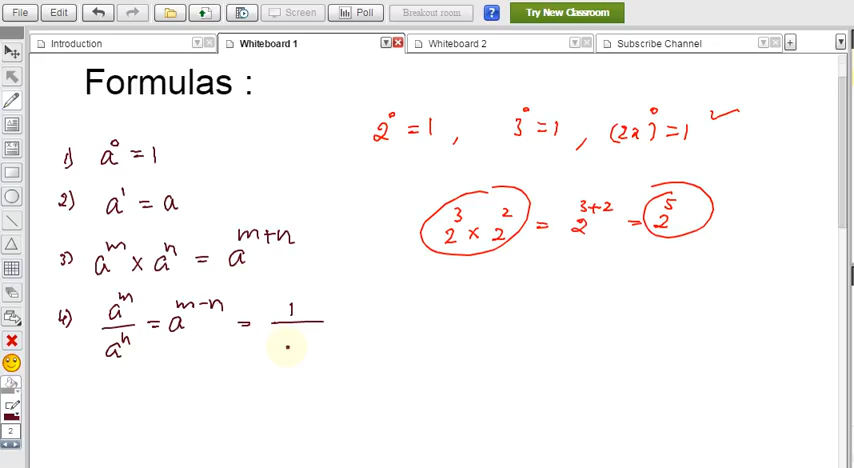 File Edit Screen Poll Breakout room ? Try New Classroom
Introduction Whiteboard 1 Whiteboard 2 Subscribe Channel +
Formulas :
2⁰ = 1 , 3⁰ = 1 , (2x)⁰ = 1 ✓
1) a⁰ = 1
2) a¹ = a
2³ × 2² = 2³⁺² = 2⁵
3) aᵐ × aⁿ = aᵐ⁺ⁿ
4) aᵐ/aⁿ = aᵐ⁻ⁿ = 1/
2